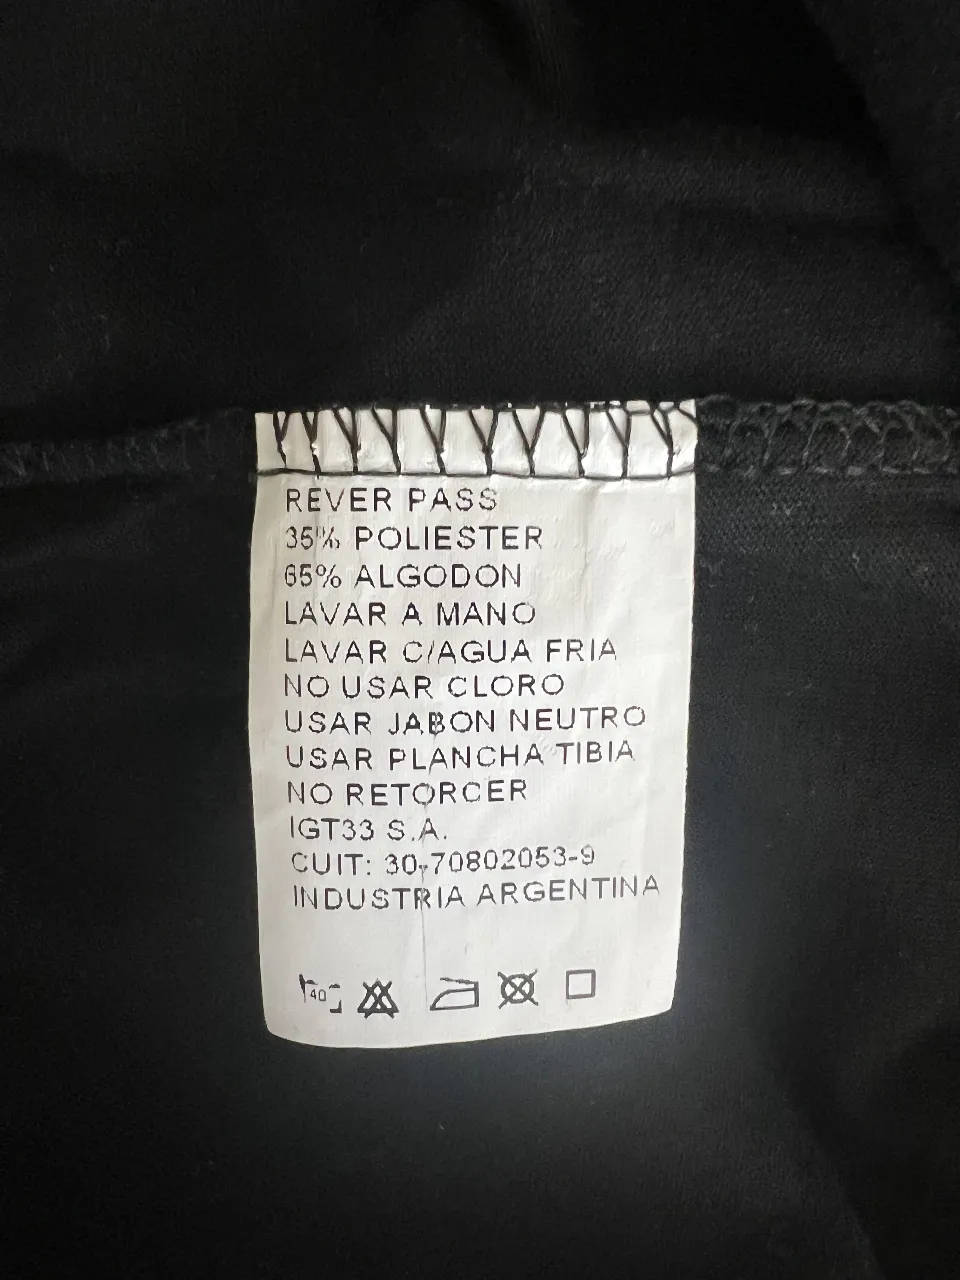 REVER PASS
35% POLIESTER
65% ALGODON
LAVAR A MANO
LAVAR C/AGUA FRIA
NO USAR CLORO
USAR JABON NEUTRO
USAR PLANCHA TIBIA
NO RETORCER
IGT33 S.A.
CUIT: 30-70802053-9
INDUSTRIA ARGENTINA
40